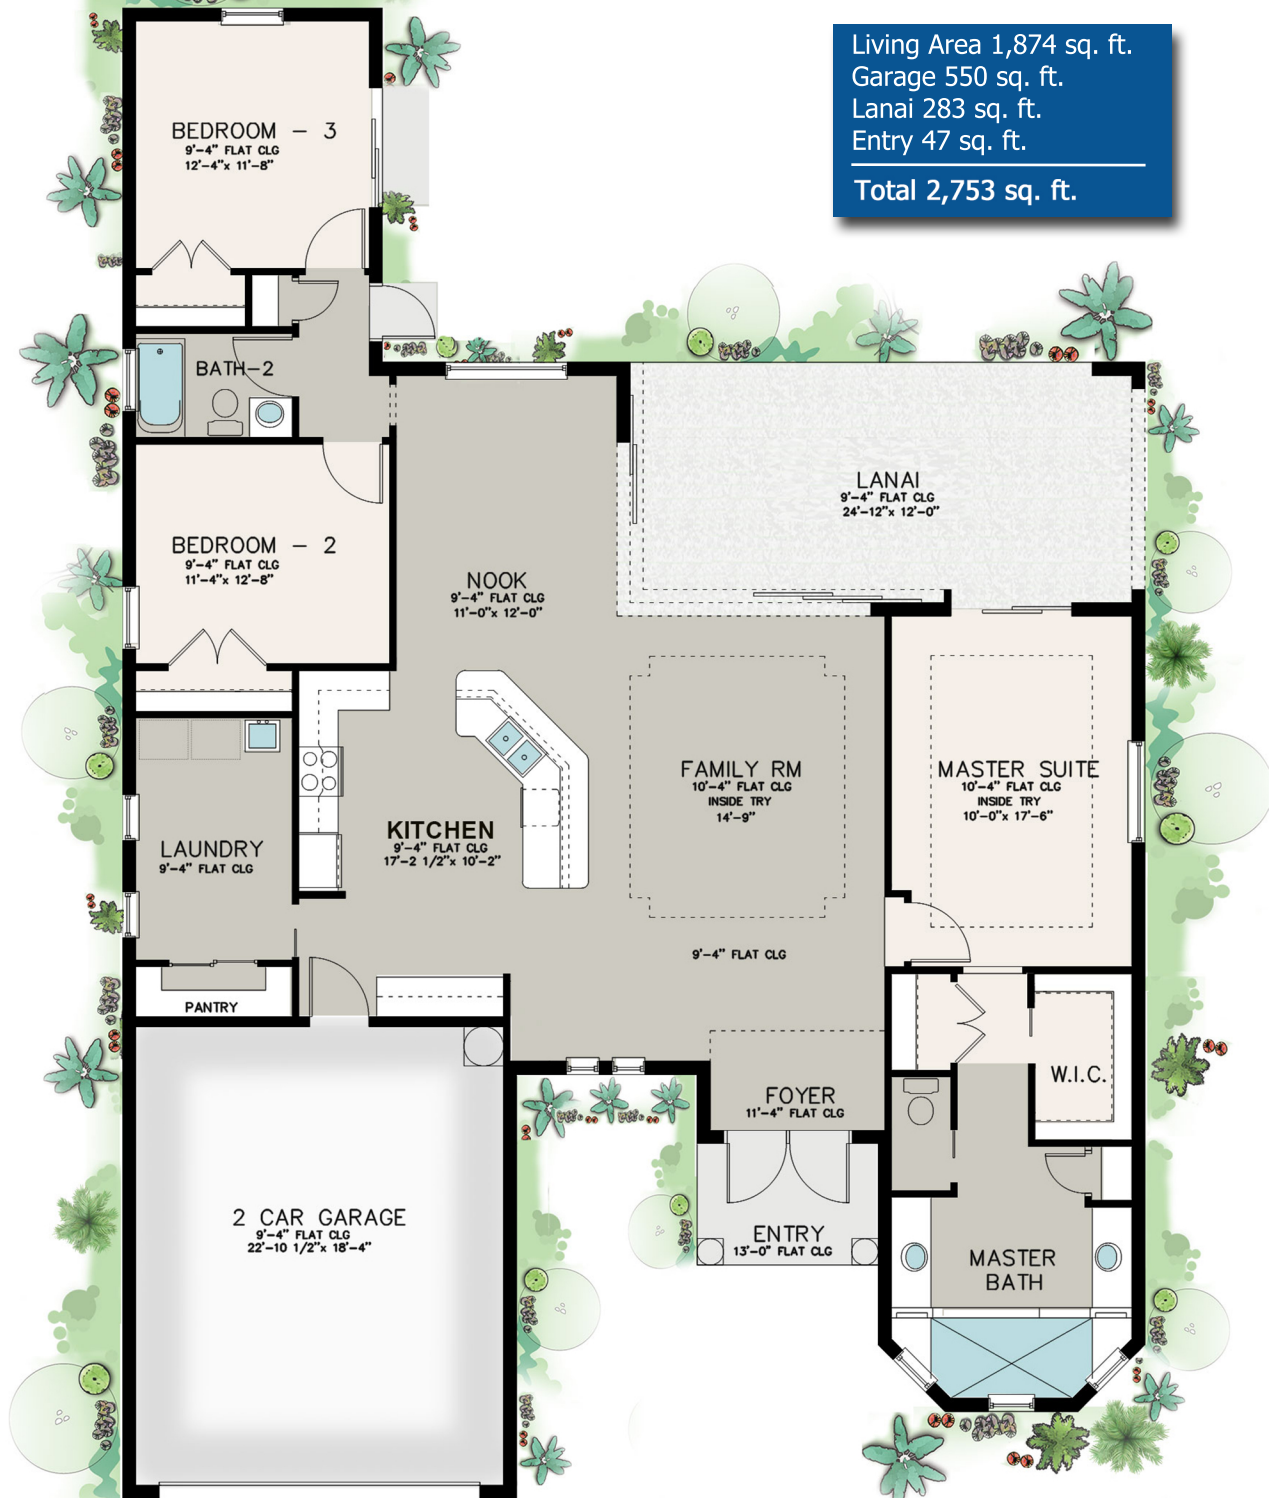 Living Area 1,874 sq. ft.
Garage 550 sq. ft.
Lanai 283 sq. ft.
Entry 47 sq. ft.
Total 2,753 sq. ft.
BEDROOM - 3
9'-4" FLAT CLG
12'-4"x 11'-8"
BATH-2
BEDROOM - 2
9'-4" FLAT CLG
11'-4"x 12'-8"
LANAI
9'-4" FLAT CLG
24'-12"x 12'-0"
NOOK
9'-4" FLAT CLG
11'-0"x 12'-0"
FAMILY RM
10'-4" FLAT CLG
INSIDE TRY
14'-9"
MASTER SUITE
10'-4" FLAT CLG
INSIDE TRY
10'-0"x 17'-6"
KITCHEN
9'-4" FLAT CLG
17'-2 1/2"x 10'-2"
LAUNDRY
9'-4" FLAT CLG
9'-4" FLAT CLG
PANTRY
W.I.C.
FOYER
11'-4" FLAT CLG
2 CAR GARAGE
9'-4" FLAT CLG
22'-10 1/2"x 18'-4"
ENTRY
13'-0" FLAT CLG
MASTER
BATH